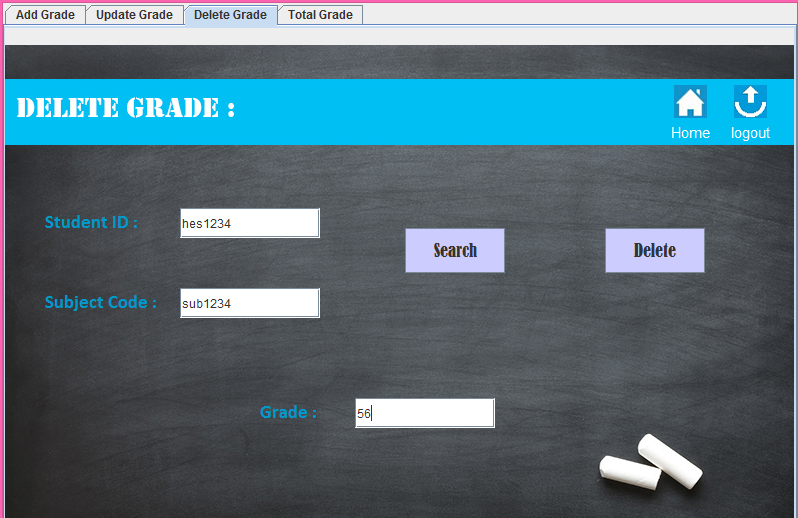 Add Grade Update Grade Delete Grade Total Grade
DELETE GRADE :
Home logout
Student ID : hes1234
Search Delete
Subject Code : sub1234
Grade : 56